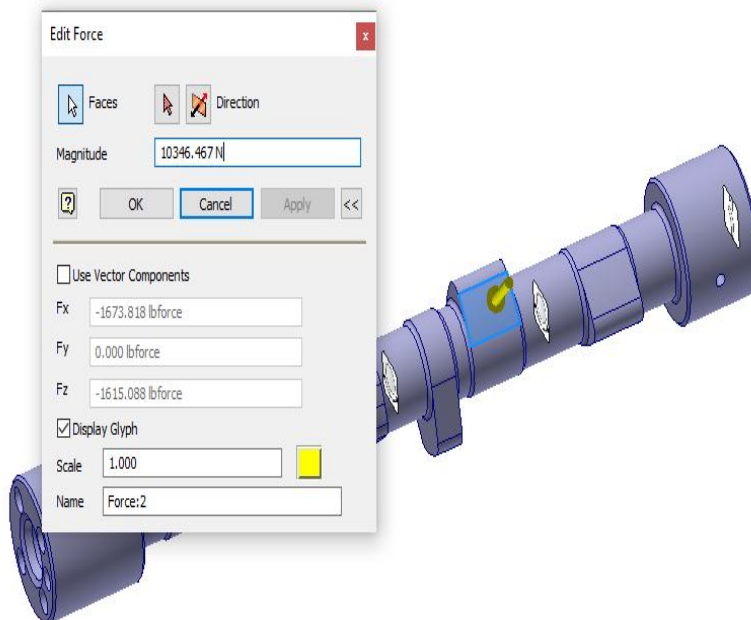 Edit Force
x
Faces Direction
Magnitude 10346.467 N
? OK Cancel Apply <<
Use Vector Components
Fx -1673.818 lbforce
Fy 0.000 lbforce
Fz -1615.088 lbforce
Display Glyph
Scale 1.000
Name Force:2